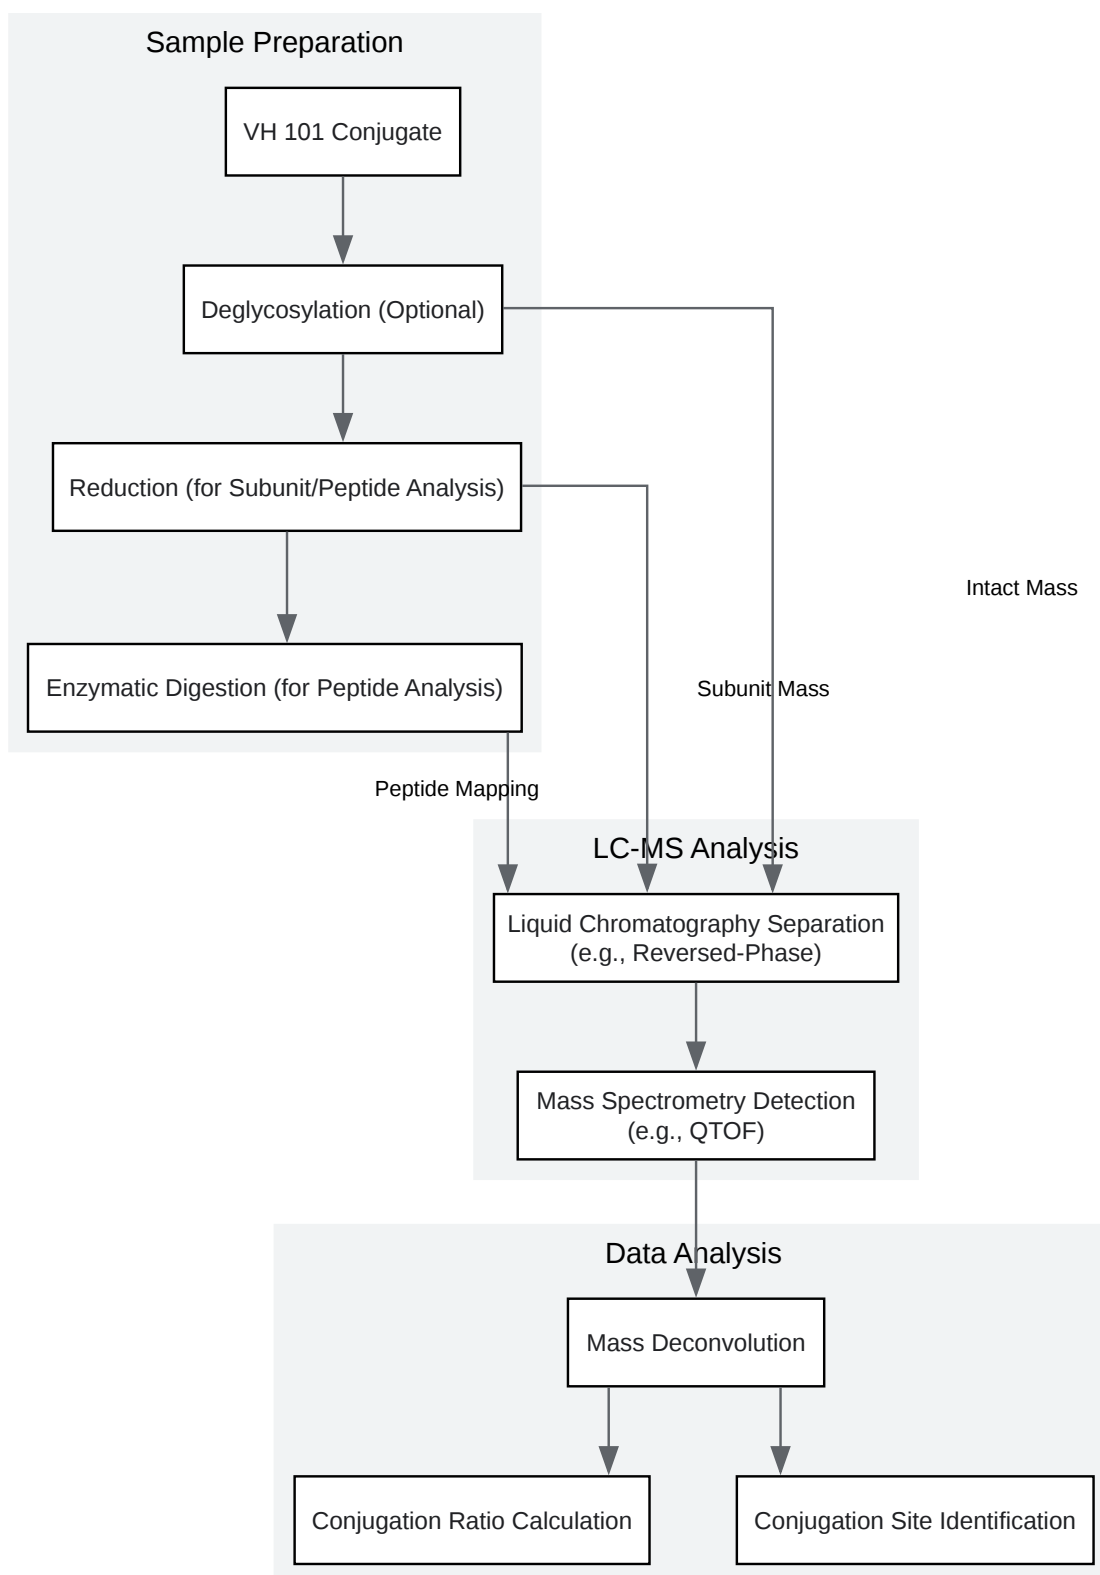 Sample Preparation
VH 101 Conjugate
Deglycosylation (Optional)
Reduction (for Subunit/Peptide Analysis)
Intact Mass
Enzymatic Digestion (for Peptide Analysis)
Subunit Mass
Peptide Mapping
LC-MS Analysis
Liquid Chromatography Separation
(e.g., Reversed-Phase)
Mass Spectrometry Detection
(e.g., QTOF)
Data Analysis
Mass Deconvolution
Conjugation Ratio Calculation
Conjugation Site Identification